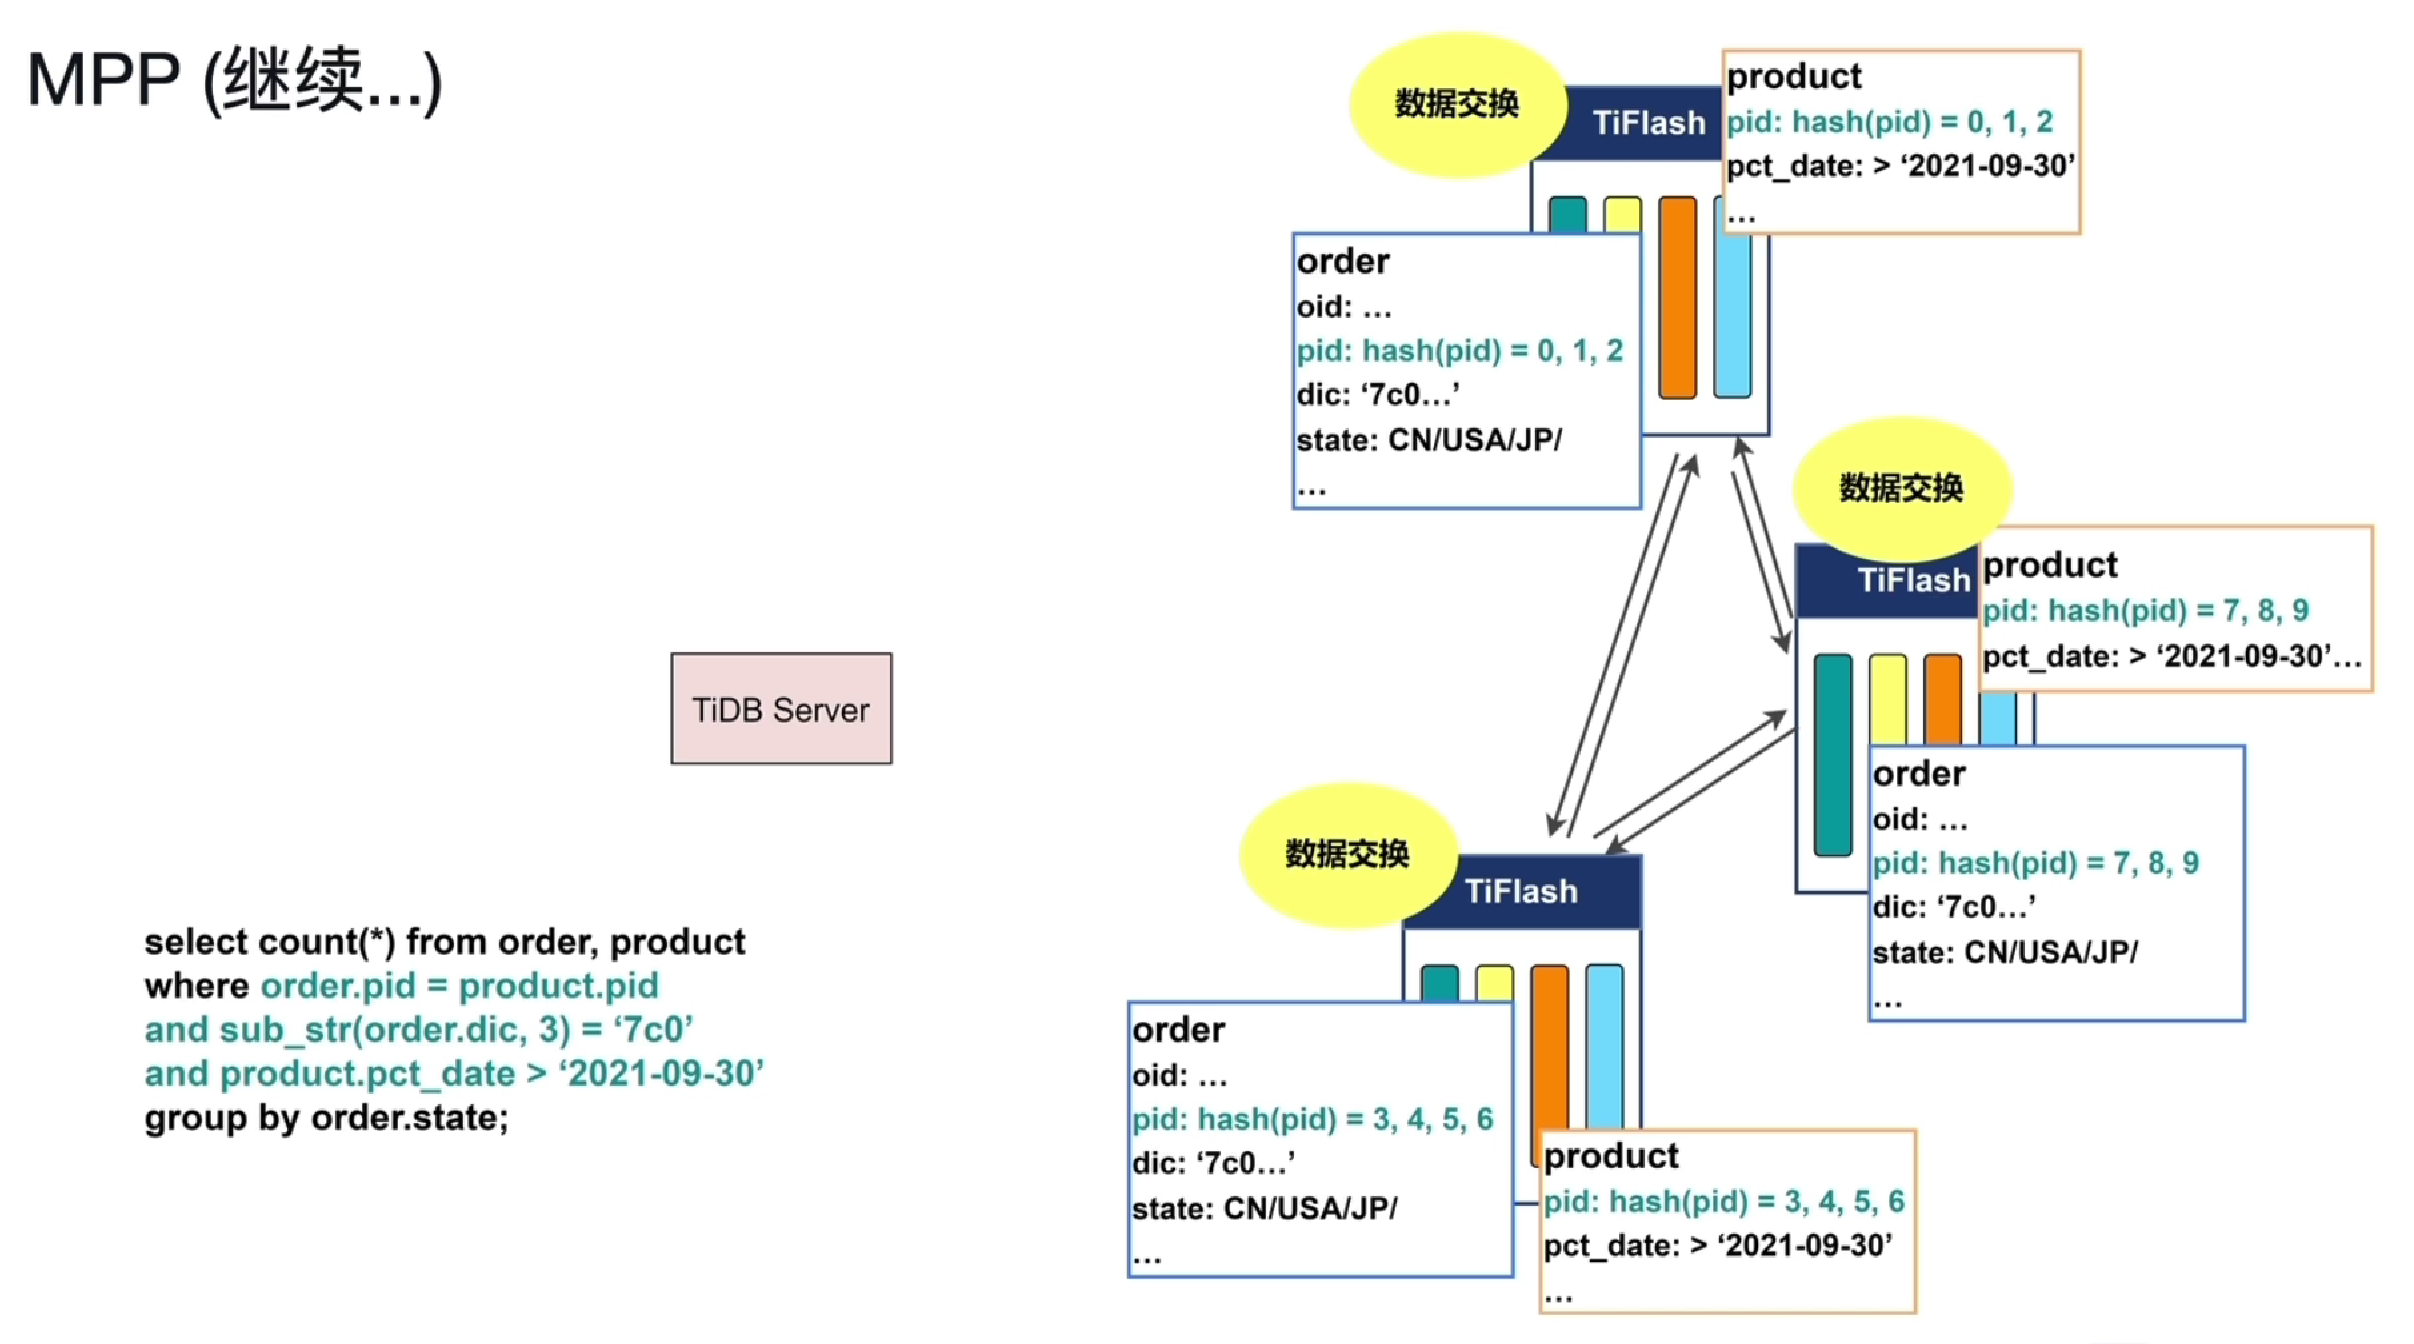 MPP (继续...)
数据交换
TiFlash
product
pid: hash(pid) = 0, 1, 2
pct_date: > ‘2021-09-30’
...
order
oid: ...
pid: hash(pid) = 0, 1, 2
dic: ‘7c0...’
state: CN/USA/JP/
...
数据交换
TiFlash
product
pid: hash(pid) = 7, 8, 9
pct_date: > ‘2021-09-30’...
order
oid: ...
pid: hash(pid) = 7, 8, 9
dic: ‘7c0...’
state: CN/USA/JP/
...
TiDB Server
数据交换
TiFlash
order
oid: ...
pid: hash(pid) = 3, 4, 5, 6
dic: ‘7c0...’
state: CN/USA/JP/
...
product
pid: hash(pid) = 3, 4, 5, 6
pct_date: > ‘2021-09-30’
...
select count(*) from order, product
where order.pid = product.pid
and sub_str(order.dic, 3) = ‘7c0’
and product.pct_date > ‘2021-09-30’
group by order.state;